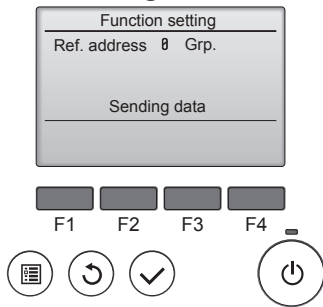 Function setting
Ref. address 0 Grp.
Sending data
F1 F2 F3 F4